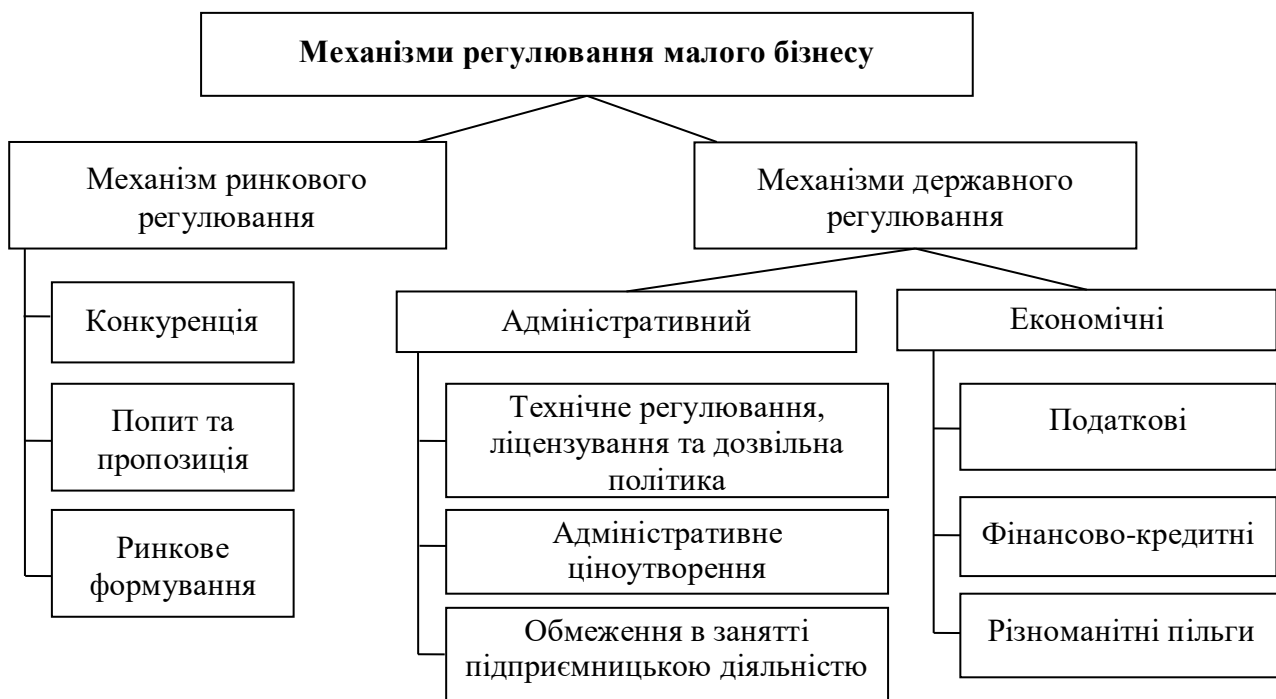 Механізми регулювання малого бізнесу
Механізм ринкового
регулювання
Механізми державного
регулювання
Конкуренція
Попит та
пропозиція
Ринкове
формування
Адміністративний
Технічне регулювання,
ліцензування та дозвільна
політика
Адміністративне
ціноутворення
Обмеження в занятті
підприємницькою діяльністю
Економічні
Податкові
Фінансово-кредитні
Різноманітні пільги